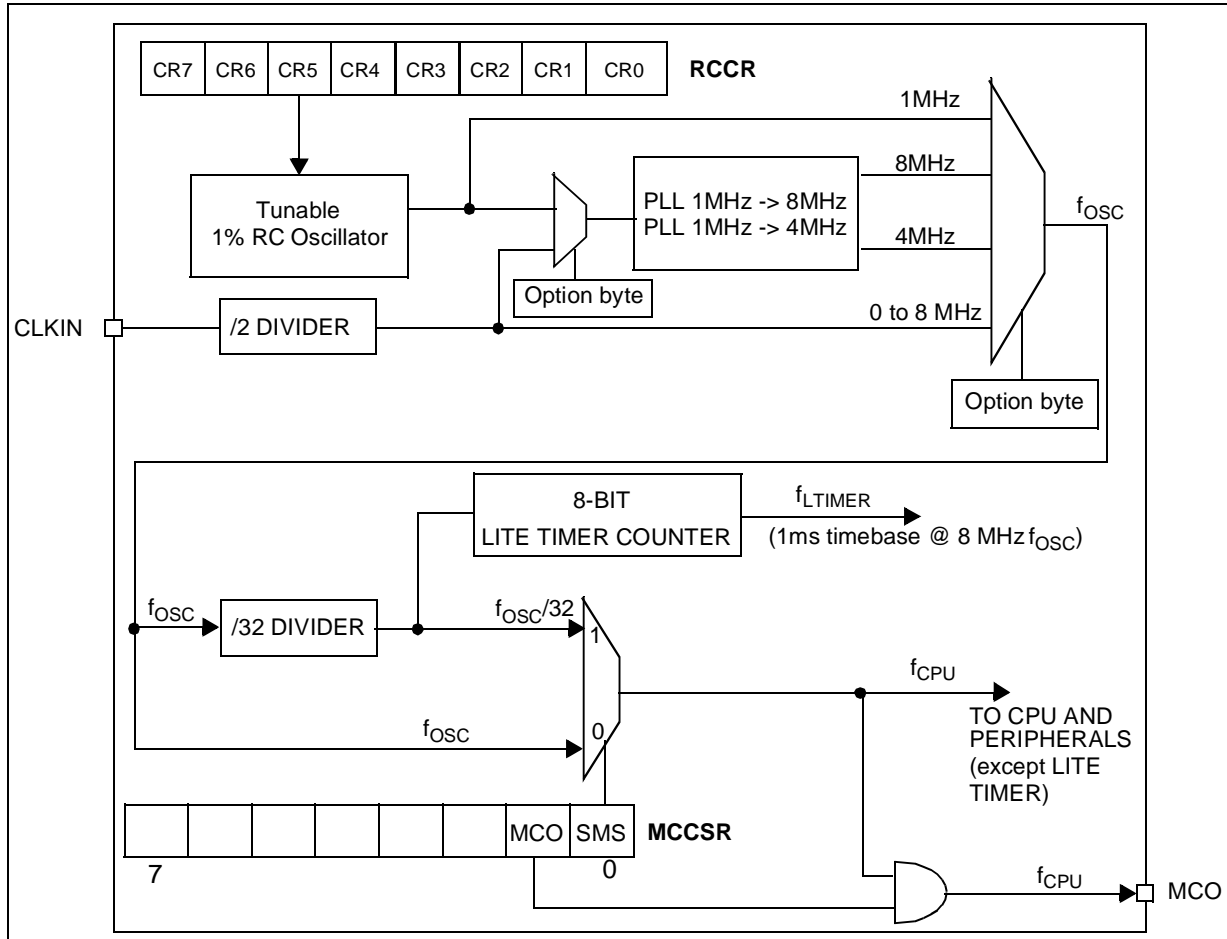 CR7 CR6 CR5 CR4 CR3 CR2 CR1 CR0 RCCR
1MHz
Tunable
1% RC Oscillator
PLL 1MHz -> 8MHz
PLL 1MHz -> 4MHz
8MHz
4MHz
fOSC
Option byte
CLKIN
/2 DIVIDER
0 to 8 MHz
Option byte
8-BIT
LITE TIMER COUNTER
fLTIMER
(1ms timebase @ 8 MHz fOSC)
fOSC
/32 DIVIDER
fOSC/32
1
fCPU
TO CPU AND
PERIPHERALS
(except LITE
TIMER)
fOSC
0
MCO SMS MCCSR
7 0
fCPU
MCO